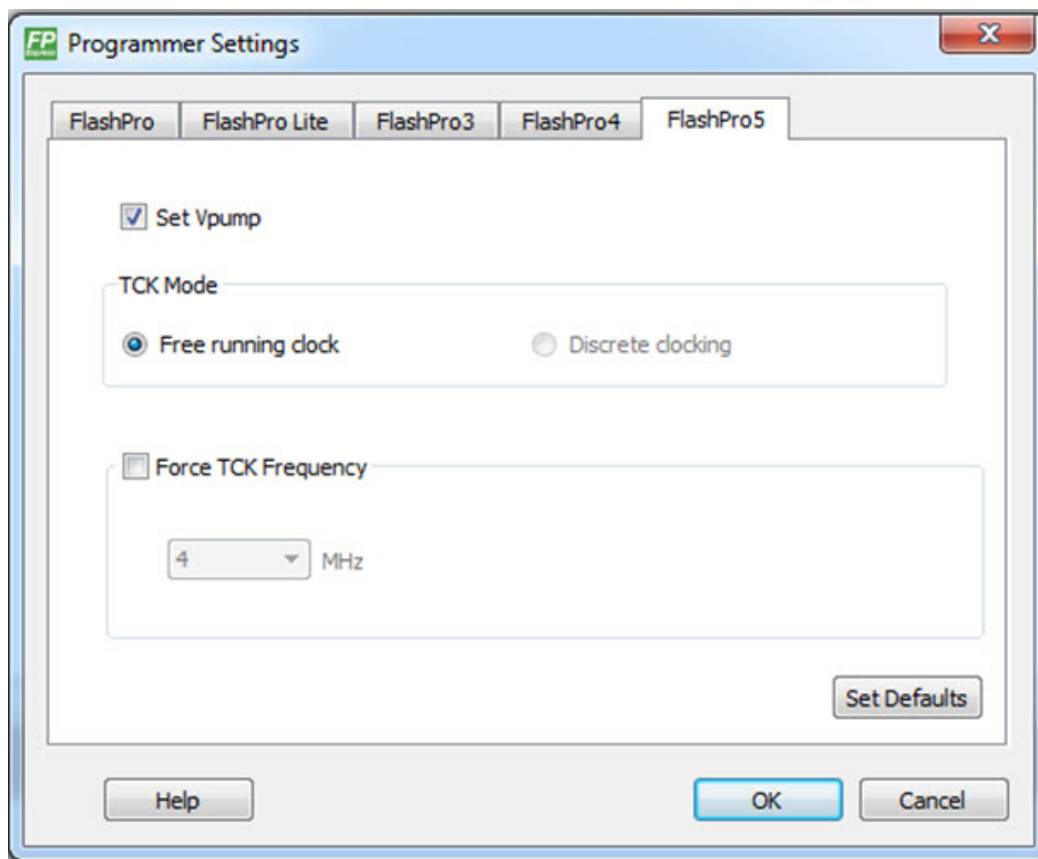 FP Express Programmer Settings
FlashPro FlashPro Lite FlashPro3 FlashPro4 FlashPro5
Set Vpump
TCK Mode
Free running clock Discrete clocking
Force TCK Frequency
4 MHz
Set Defaults
Help OK Cancel